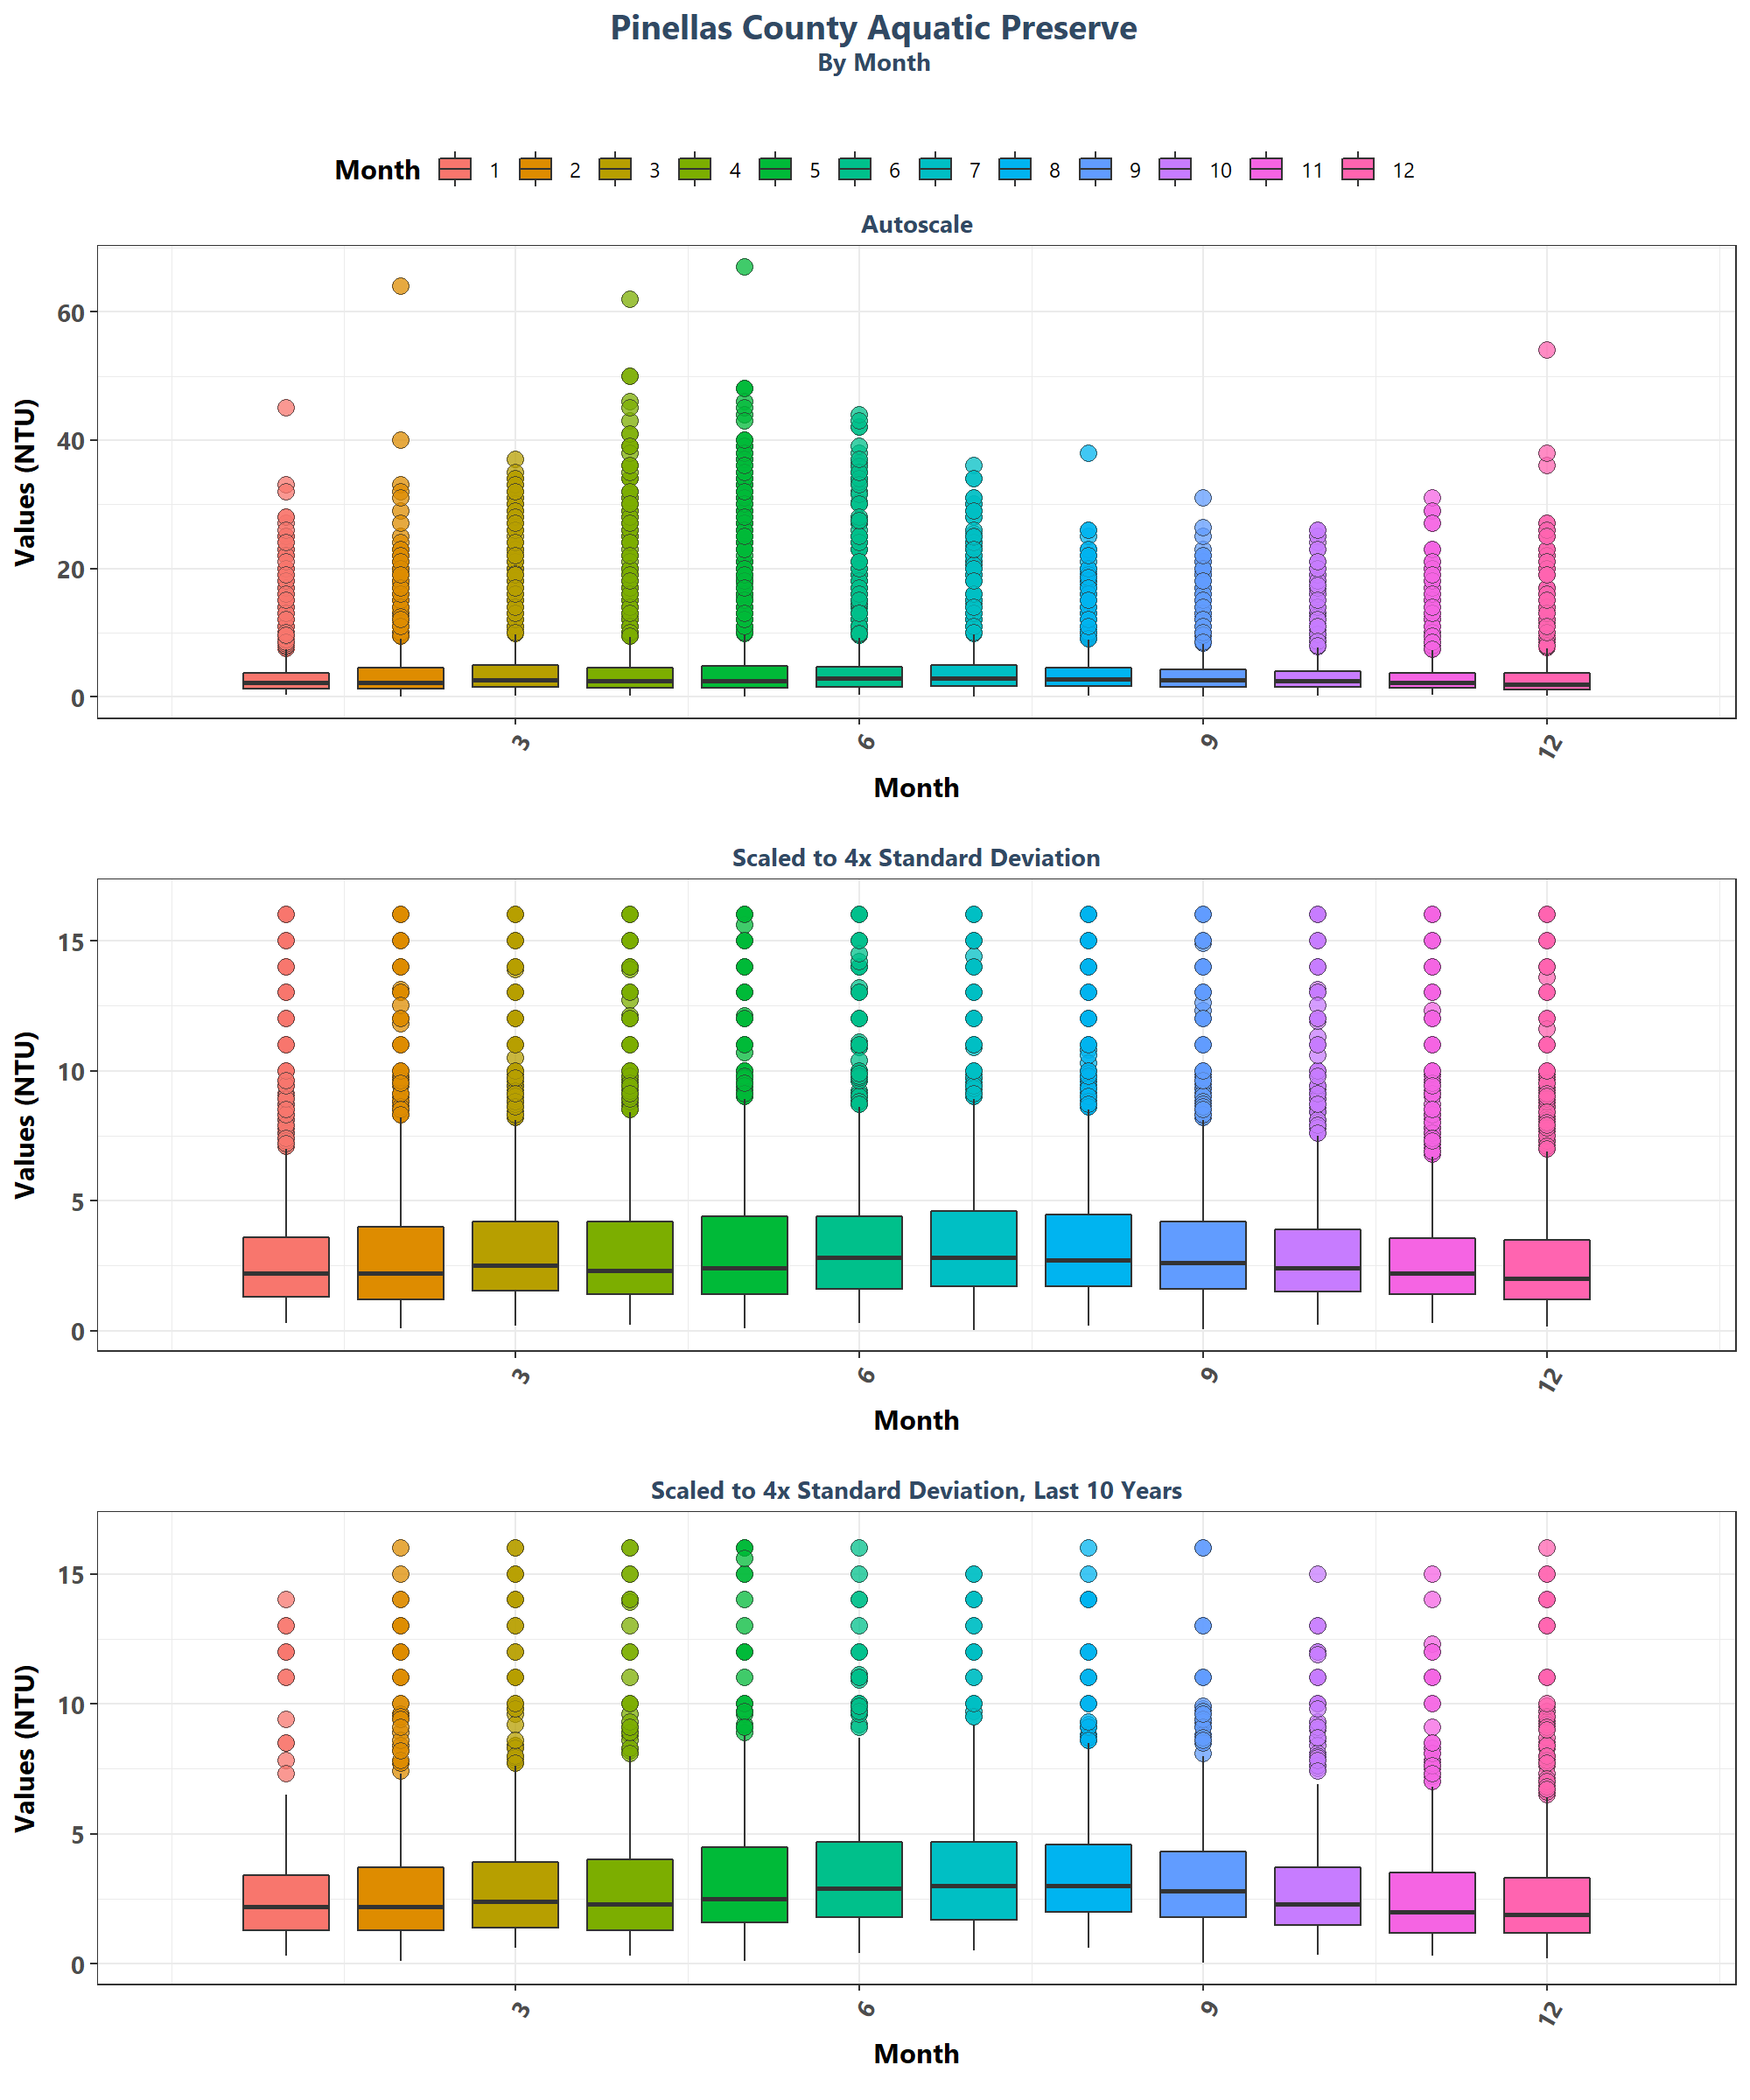 Pinellas County Aquatic Preserve
By Month
Month 1 2 3 4 5 6 7 8 9 10 11 12
Autoscale
Values (NTU)
60
40
20
0
3 6 9 12
Month
Scaled to 4x Standard Deviation
Values (NTU)
15
10
5
0
3 6 9 12
Month
Scaled to 4x Standard Deviation, Last 10 Years
Values (NTU)
15
10
5
0
3 6 9 12
Month